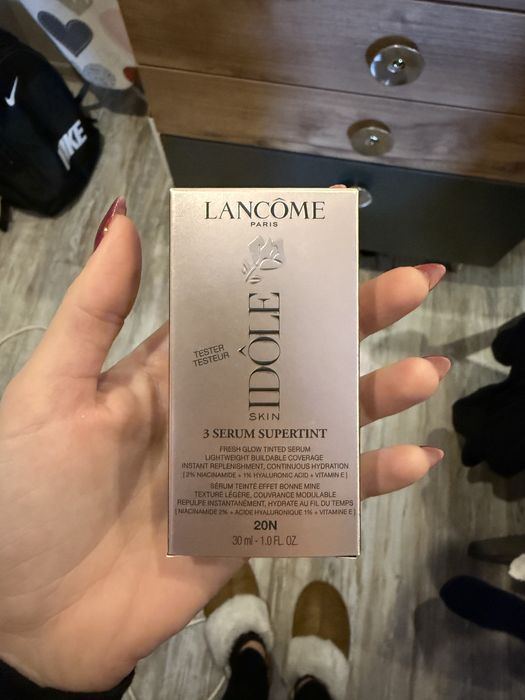 NIKE
LANCÔME
PARIS
IDÔLE
SKIN
TESTER
TESTEUR
3 SERUM SUPERTINT
FRESH GLOW TINTED SERUM
LIGHTWEIGHT BUILDABLE COVERAGE
INSTANT REPLENISHMENT, CONTINUOUS HYDRATION
[ 2% NIACINAMIDE + 1% HYALURONIC ACID + VITAMIN E ]
SÉRUM TEINTÉ EFFET BONNE MINE
TEXTURE LÉGÈRE, COUVRANCE MODULABLE
REPULPE INSTANTANÉMENT, HYDRATE AU FIL DU TEMPS
[ NIACINAMIDE 2% + ACIDE HYALURONIQUE 1% + VITAMINE E ]
20N
30 ml - 1.0 FL. OZ.